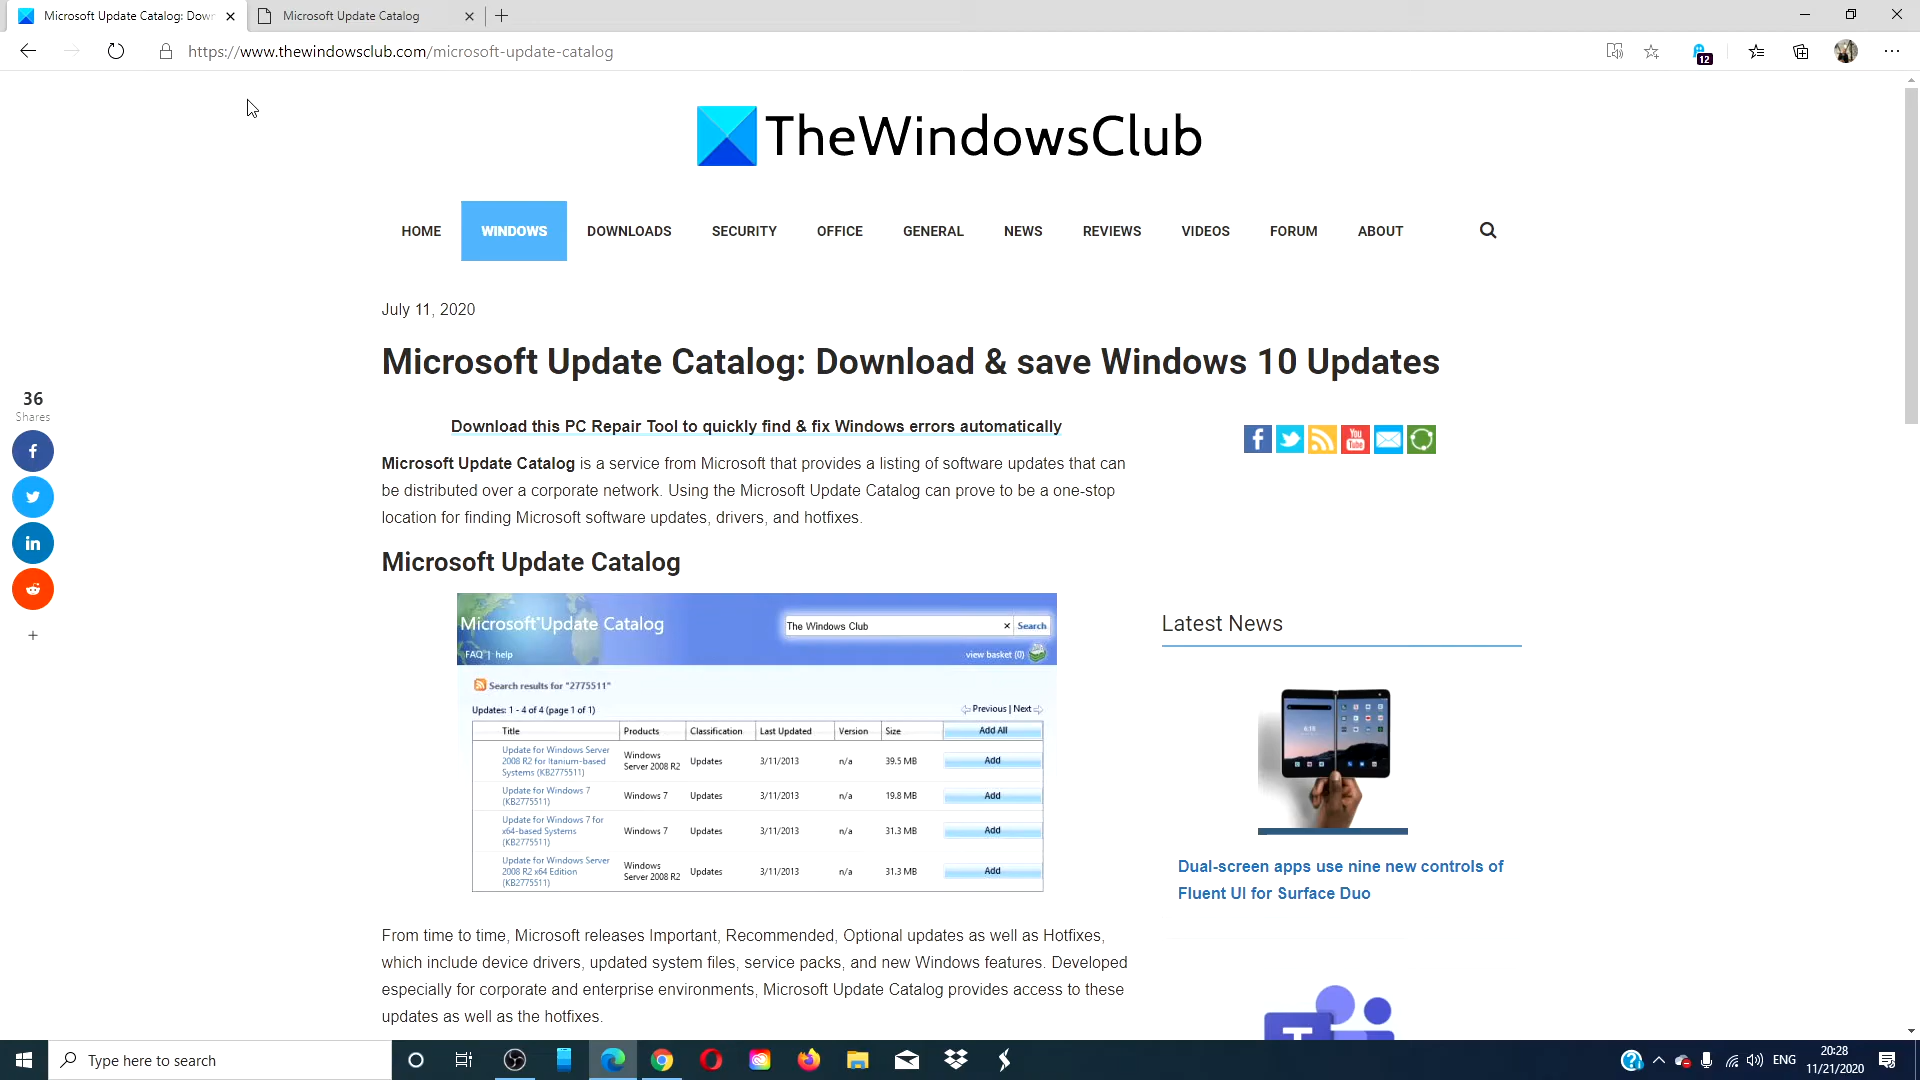 Microsoft Update Catalog: Dow
Microsoft Update Catalog
https://www.thewindowsclub.com/microsoft-update-catalog
12
TheWindowsClub
HOME WINDOWS DOWNLOADS SECURITY OFFICE GENERAL NEWS REVIEWS VIDEOS FORUM ABOUT
July 11, 2020
Microsoft Update Catalog: Download & save Windows 10 Updates
36
Shares
Download this PC Repair Tool to quickly find & fix Windows errors automatically
You Tube
Microsoft Update Catalog is a service from Microsoft that provides a listing of software updates that can
be distributed over a corporate network. Using the Microsoft Update Catalog can prove to be a one-stop
location for finding Microsoft software updates, drivers, and hotfixes.
Microsoft Update Catalog
Microsoft Update Catalog
The Windows Club
Search
FAQ | help
view basket (0)
Search results for "2775511"
Updates: 1 - 4 of 4 (page 1 of 1)
Previous | Next
Title Products Classification Last Updated Version Size Add All
Update for Windows Server
2008 R2 for Itanium-based
Systems (KB2775511)
Windows
Server 2008 R2
Updates 3/11/2013 n/a 39.5 MB Add
Update for Windows 7
(KB2775511)
Windows 7 Updates 3/11/2013 n/a 19.8 MB Add
Update for Windows 7 for
x64-based Systems
(KB2775511)
Windows 7 Updates 3/11/2013 n/a 31.3 MB Add
Update for Windows Server
2008 R2 x64 Edition
(KB2775511)
Windows
Server 2008 R2
Updates 3/11/2013 n/a 31.3 MB Add
From time to time, Microsoft releases Important, Recommended, Optional updates as well as Hotfixes,
which include device drivers, updated system files, service packs, and new Windows features. Developed
especially for corporate and enterprise environments, Microsoft Update Catalog provides access to these
updates as well as the hotfixes.
Latest News
Dual-screen apps use nine new controls of
Fluent UI for Surface Duo
Type here to search
ENG
20:28
11/21/2020